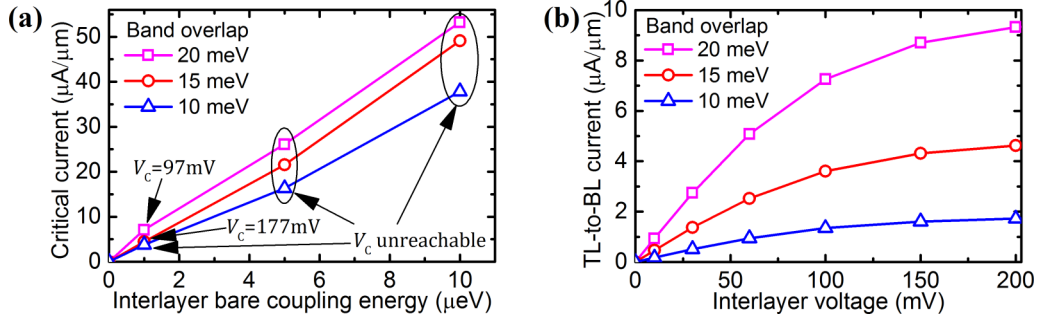 (a)
Critical current (μA/μm)
50
40
30
20
10
0
Band overlap
20 meV
15 meV
10 meV
V_C=97mV
V_C=177mV
V_C unreachable
0 2 4 6 8 10
Interlayer bare coupling energy (μeV)
(b)
TL-to-BL current (μA/μm)
10
8
6
4
2
0
Band overlap
20 meV
15 meV
10 meV
0 50 100 150 200
Interlayer voltage (mV)